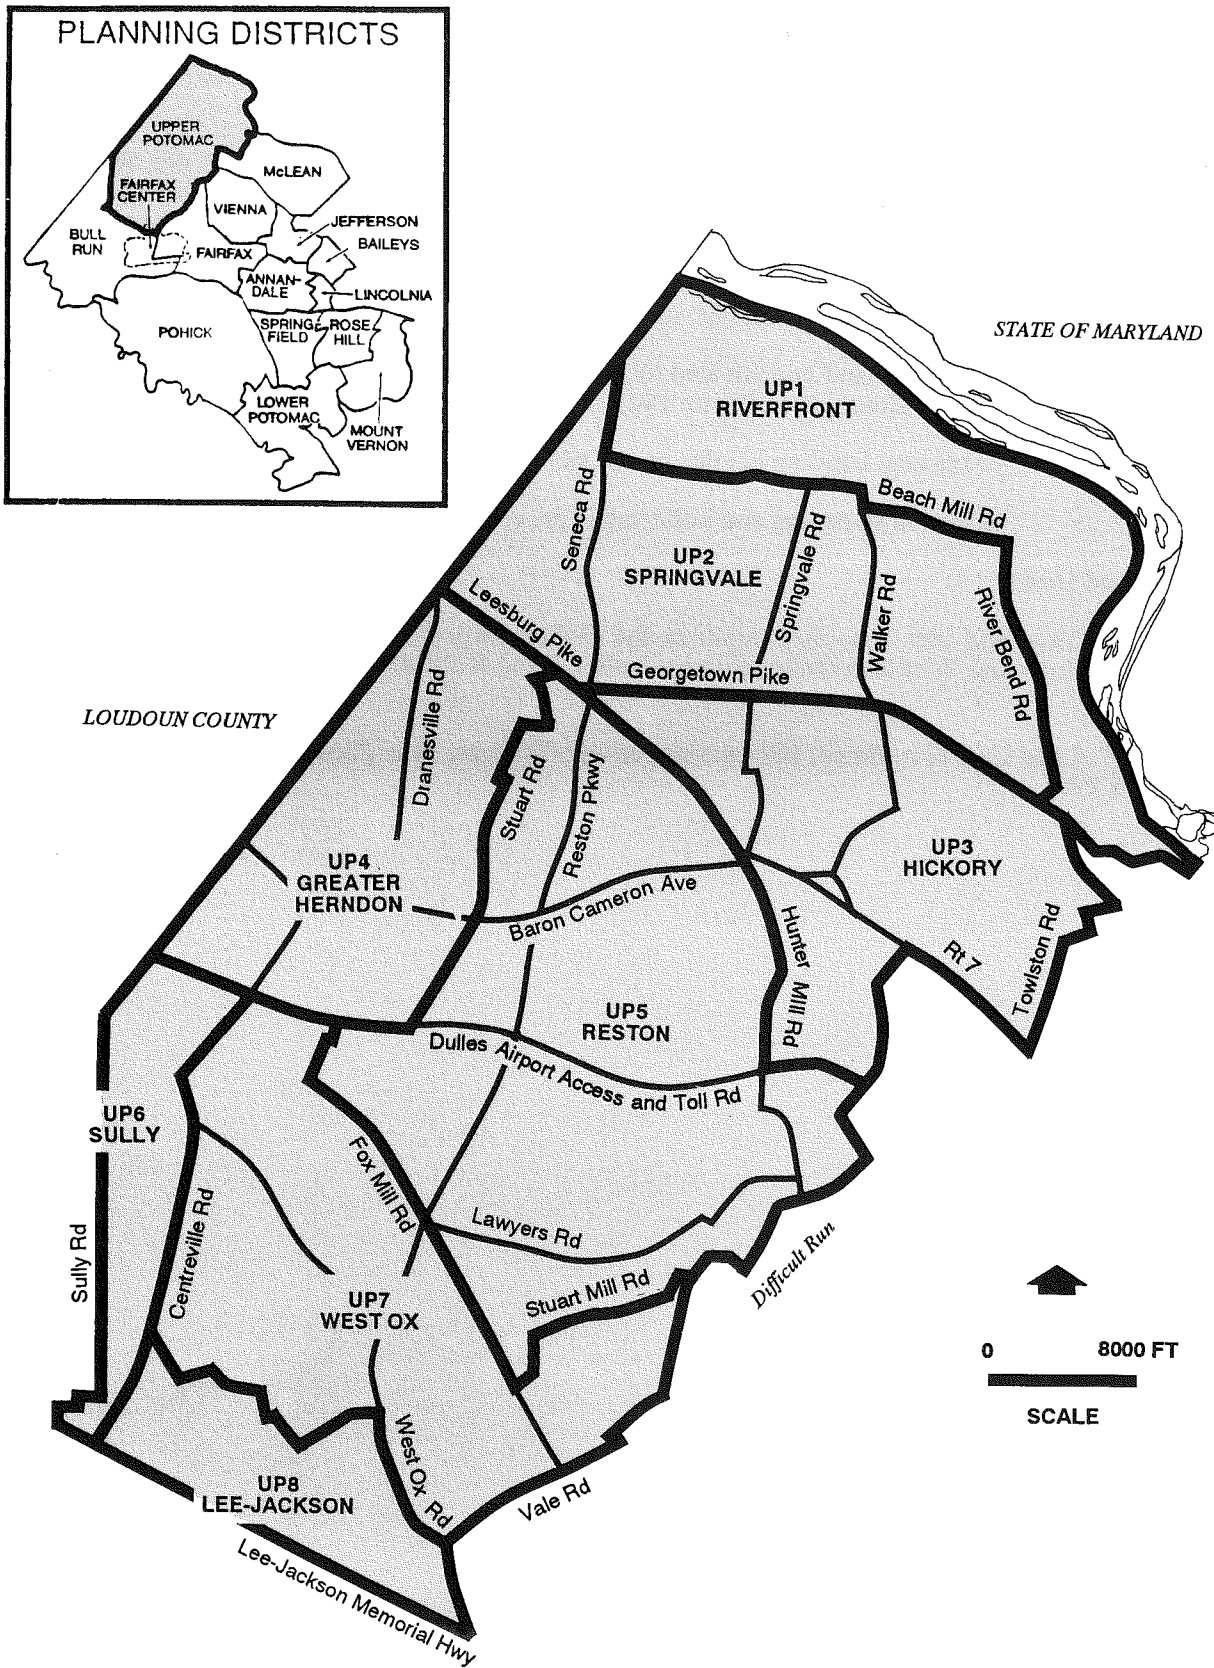 PLANNING DISTRICTS
UPPER
POTOMAC
McLEAN
FAIRFAX
CENTER
VIENNA
JEFFERSON
BAILEYS
BULL
RUN
FAIRFAX
ANNAN-
DALE
LINCOLNIA
POHICK
SPRING-
FIELD
ROSE
HILL
LOWER
POTOMAC
MOUNT
VERNON
STATE OF MARYLAND
UP1
RIVERFRONT
Beach Mill Rd
Seneca Rd
UP2
SPRINGVALE
Springvale Rd
Walker Rd
River Bend Rd
Leesburg Pike
Georgetown Pike
LOUDOUN COUNTY
Dranesville Rd
Stuart Rd
Reston Pkwy
UP3
HICKORY
UP4
GREATER
HERNDON
Baron Cameron Ave
Hunter Mill Rd
Rt 7
Towlston Rd
UP5
RESTON
Dulles Airport Access and Toll Rd
UP6
SULLY
Fox Mill Rd
Centreville Rd
Sully Rd
Lawyers Rd
Difficult Run
Stuart Mill Rd
UP7
WEST OX
0 8000 FT
SCALE
West Ox Rd
UP8
LEE-JACKSON
Vale Rd
Lee-Jackson Memorial Hwy